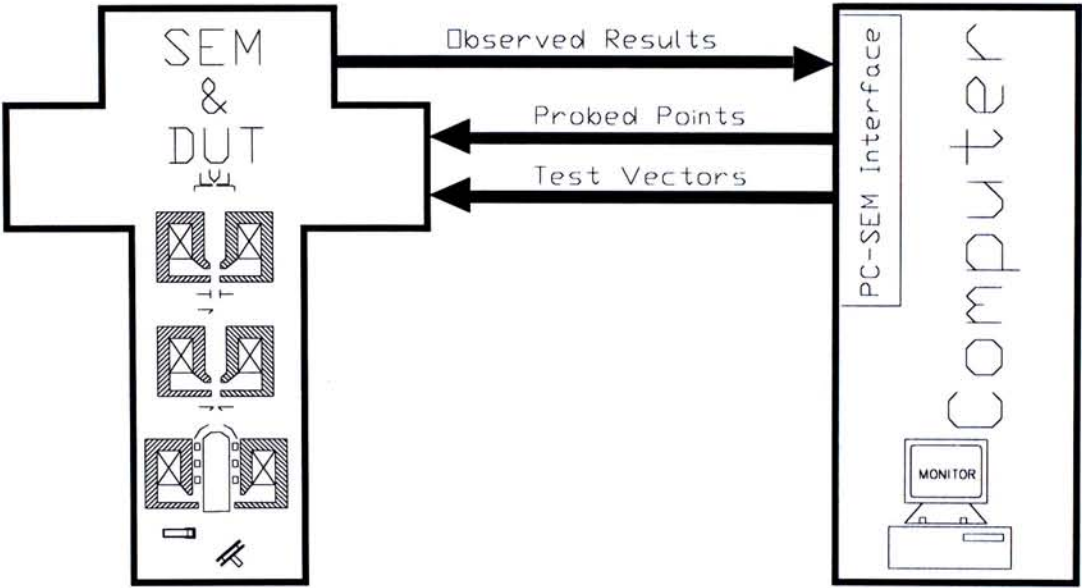 SEM
&
DUT
Observed Results
Probed Points
Test Vectors
PC-SEM Interface
Computer
MONITOR